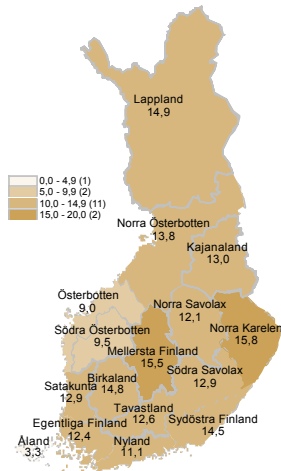 Lappland
14,9
0,0 - 4,9 (1)
5,0 - 9,9 (2)
10,0 - 14,9 (11)
15,0 - 20,0 (2)
Norra Österbotten
13,8
Kajanaland
13,0
Österbotten
9,0
Norra Savolax
12,1
Södra Österbotten
9,5
Norra Karelen
15,8
Mellersta Finland
15,5
Birkaland
14,8
Södra Savolax
12,9
Satakunta
12,9
Tavastland
12,6
Egentliga Finland
12,4
Sydöstra Finland
14,5
Åland
3,3
Nyland
11,1